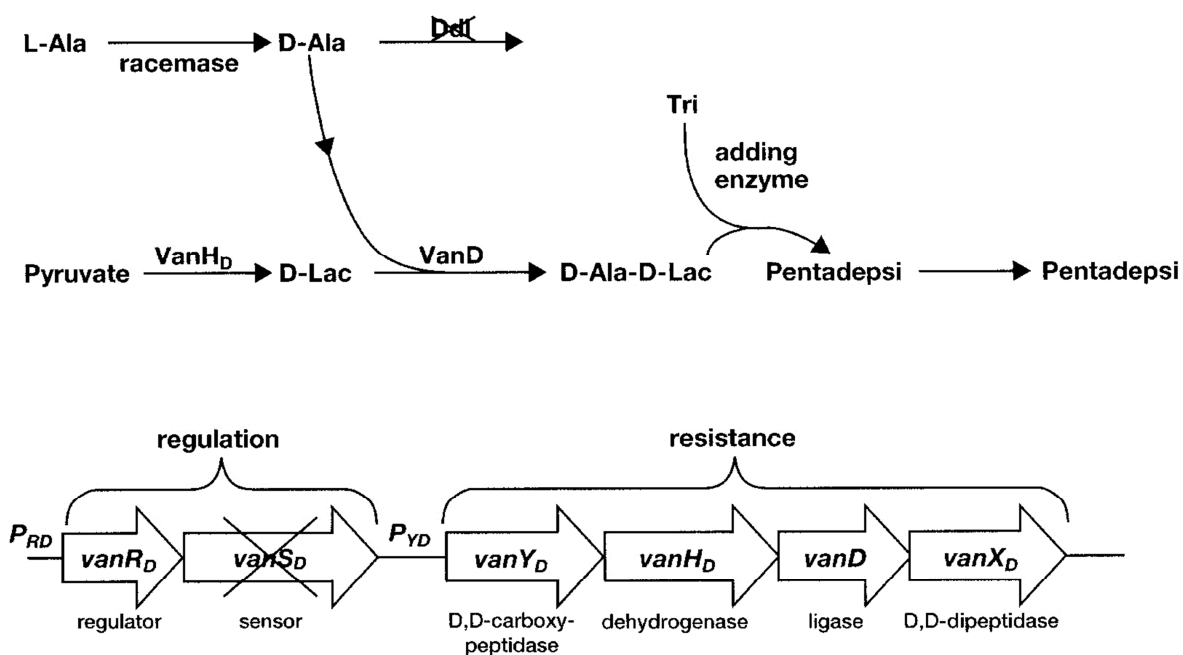 Ddl
L-Ala D-Ala
racemase
Tri
adding
enzyme
VanH_D VanD
Pyruvate D-Lac D-Ala-D-Lac Pentadepsi Pentadepsi
regulation resistance
P_RD P_YD
vanR_D vanS_D vanY_D vanH_D vanD vanX_D
regulator sensor D,D-carboxy- dehydrogenase ligase D,D-dipeptidase
peptidase